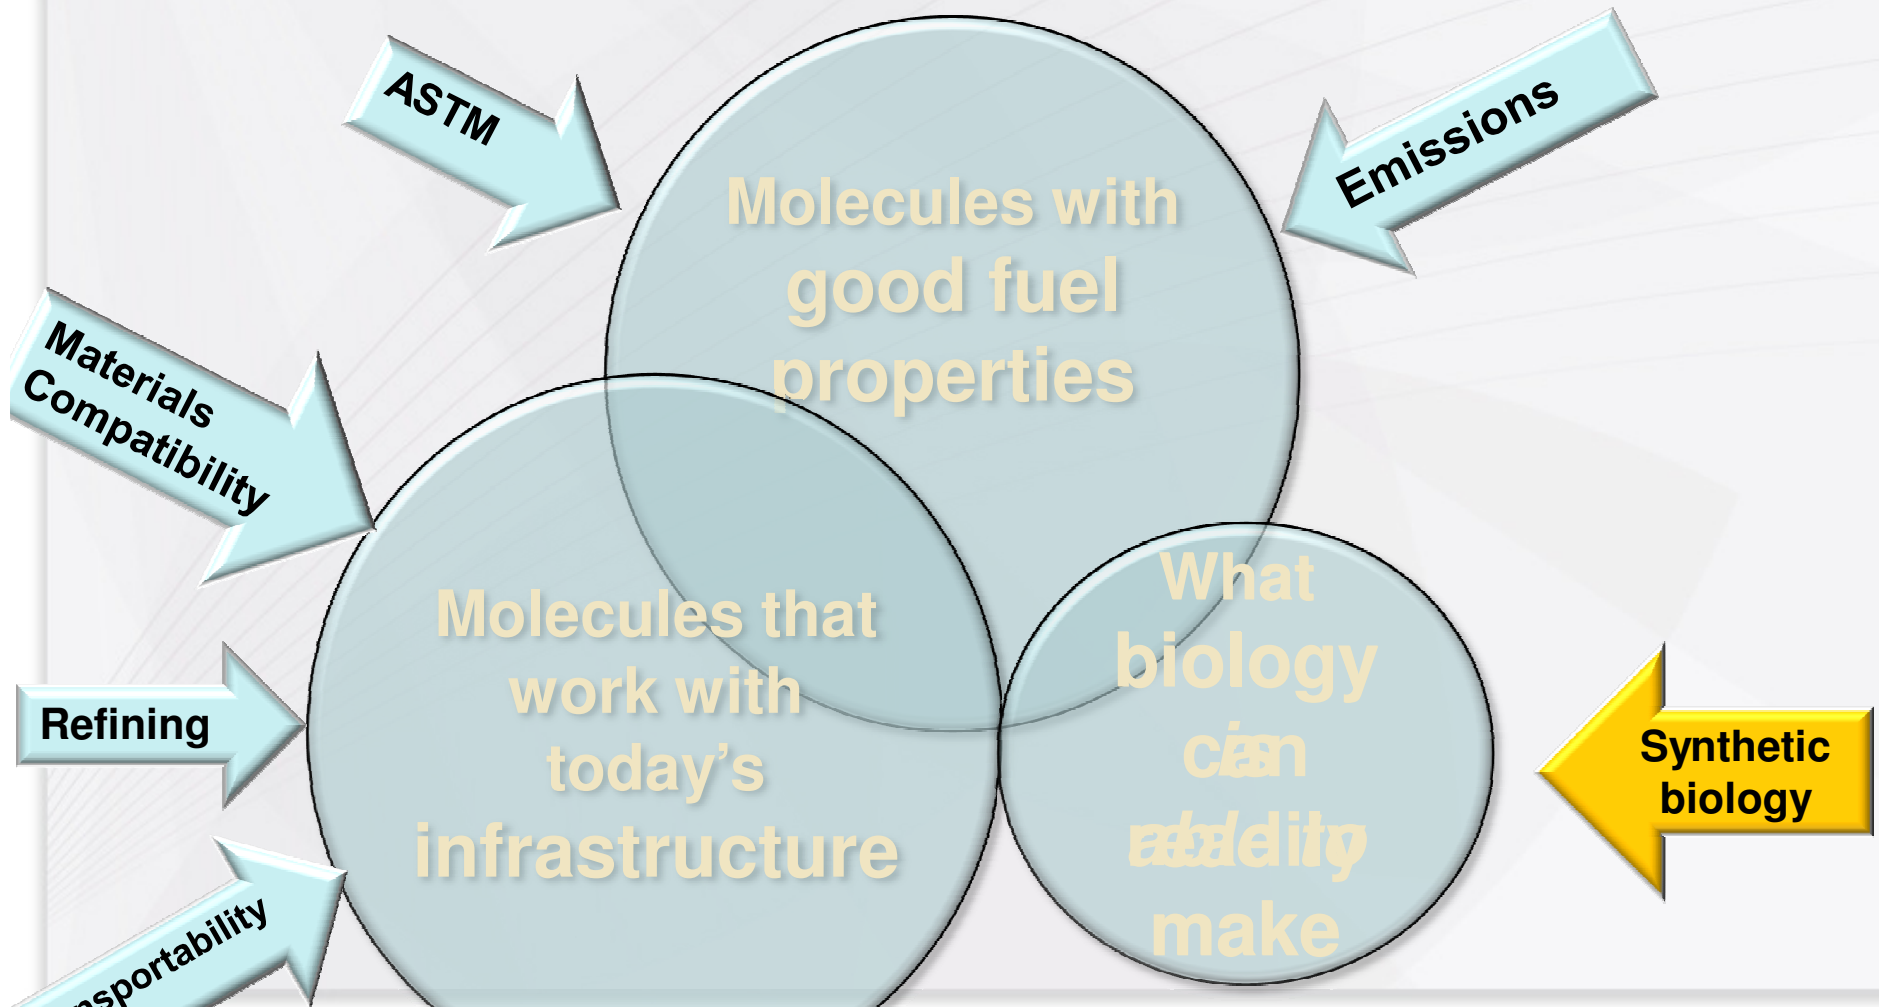 ASTM
Emissions
Molecules with
good fuel
properties
Materials
Compatibility
What
biology
make
Molecules that
work with
today’s
infrastructure
Refining
Synthetic
biology
nsportability